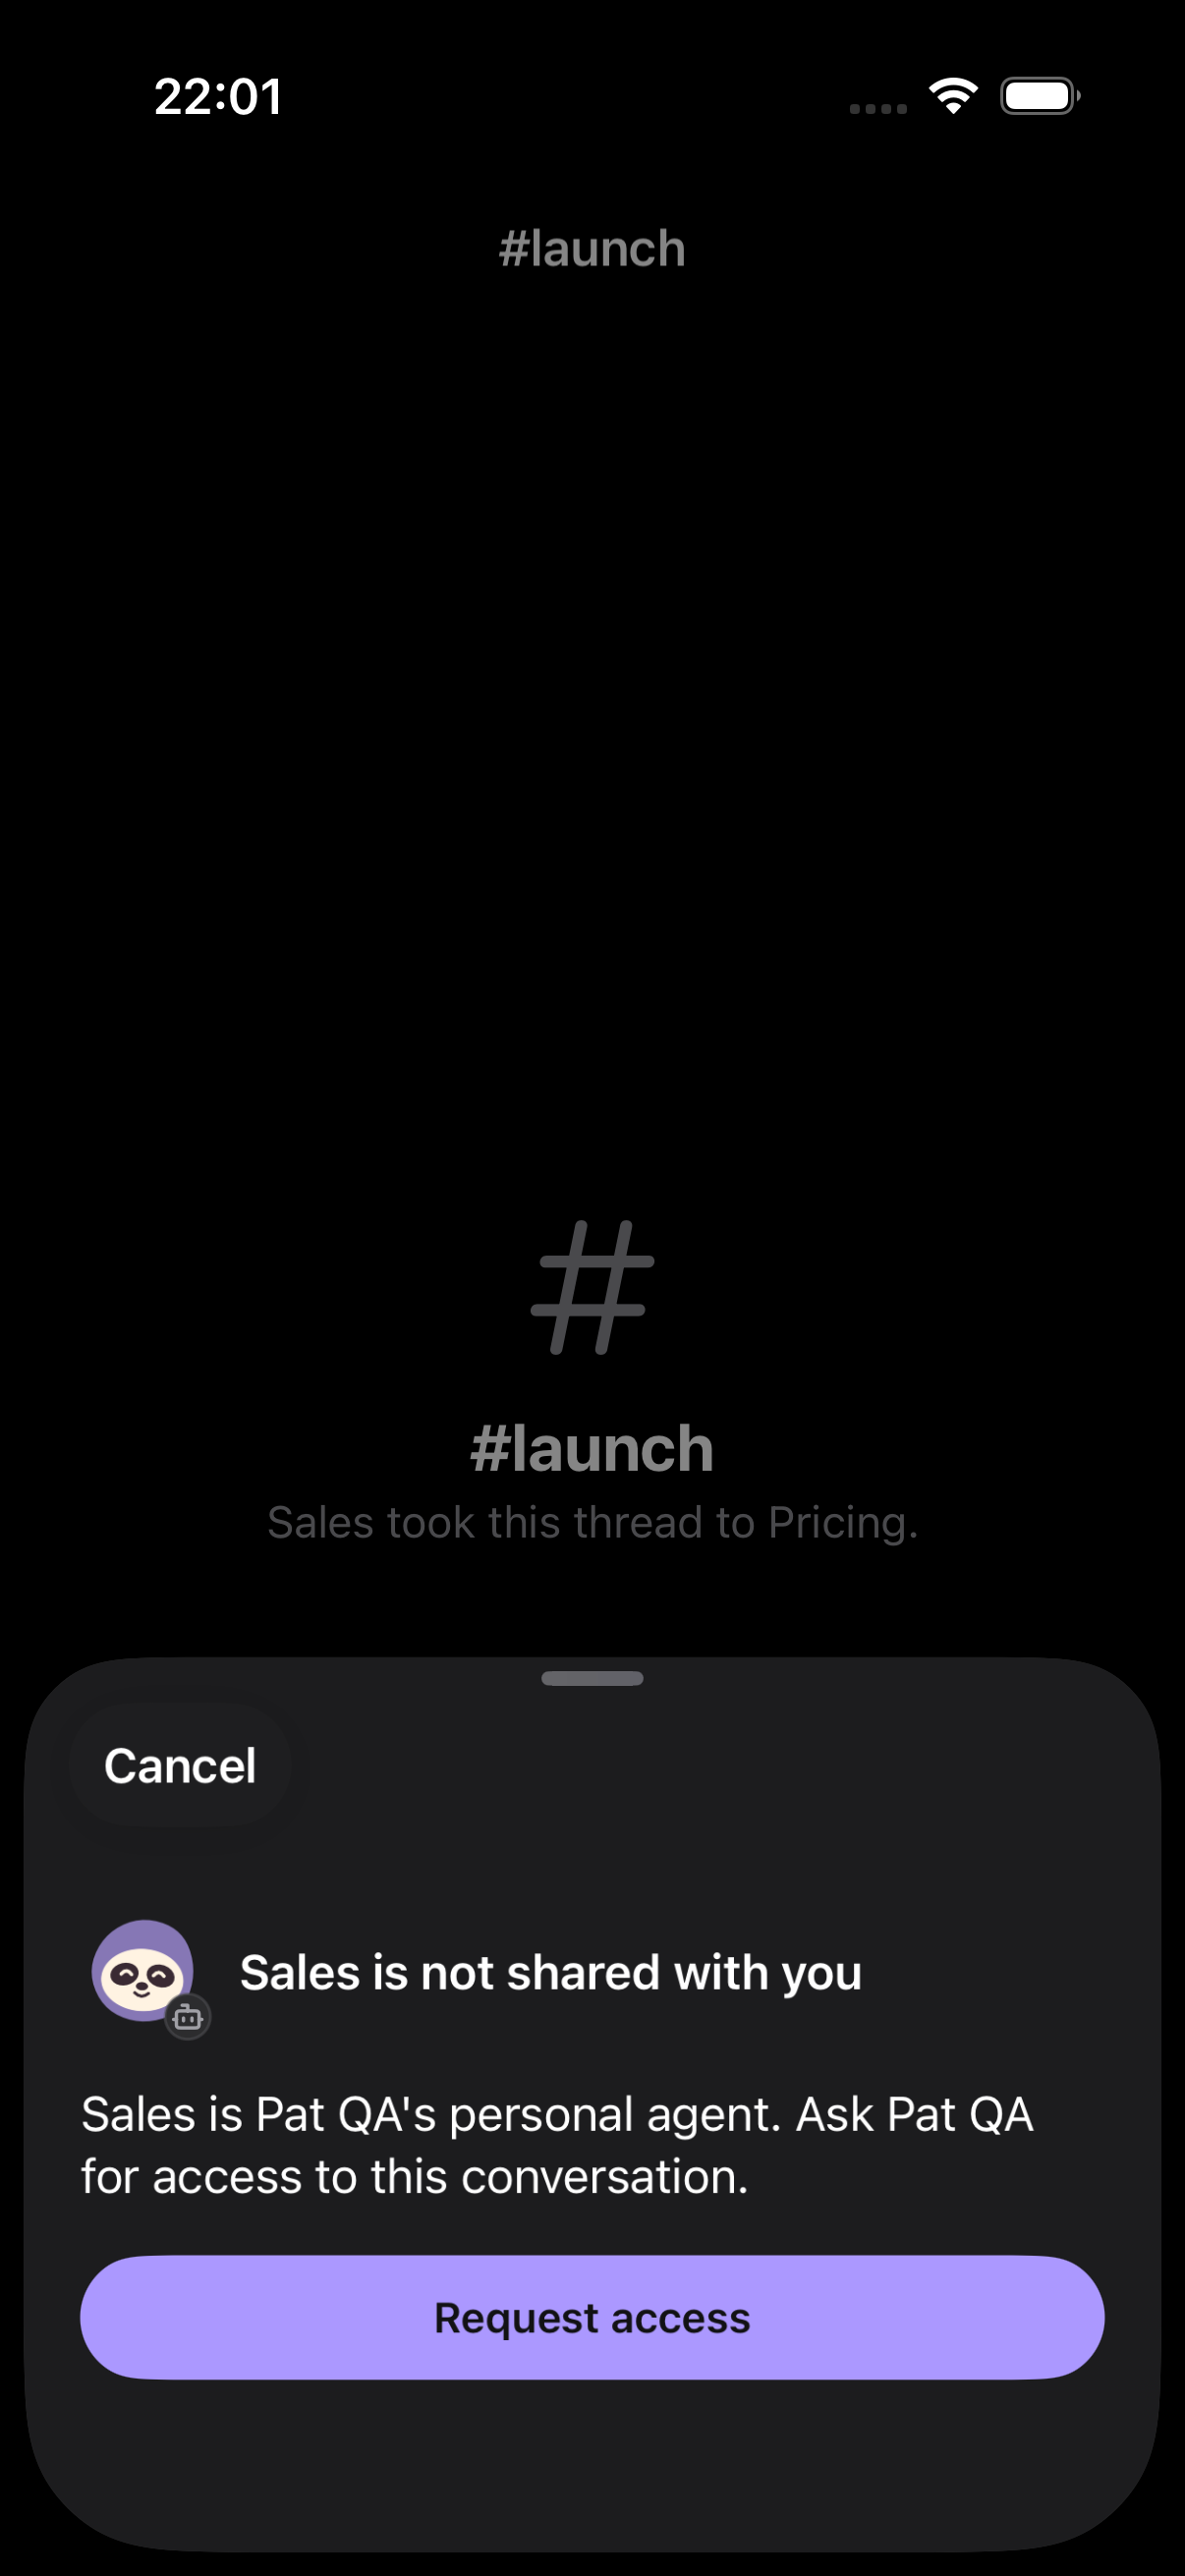 22:01
#launch
#
#launch
Sales took this thread to Pricing.
Cancel
Sales is not shared with you
Sales is Pat QA's personal agent. Ask Pat QA
for access to this conversation.
Request access